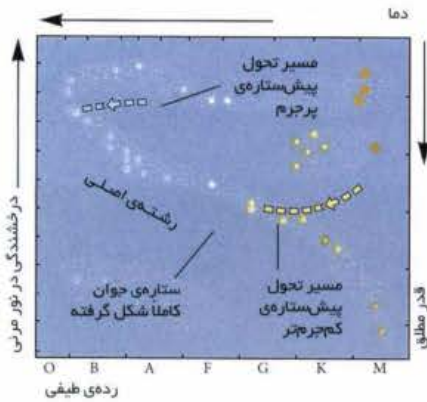 دما
مسیر تحول
پیش‌ستاره‌ی
پرجرم
درخشندگی در نور مرئی
قدر مطلق
رشته‌ی اصلی
ستاره‌ی جوان
کاملاً شکل گرفته
مسیر تحول
پیش‌ستاره‌ی
کم‌جرم‌تر
O B A F G K M
رده‌ی طیفی